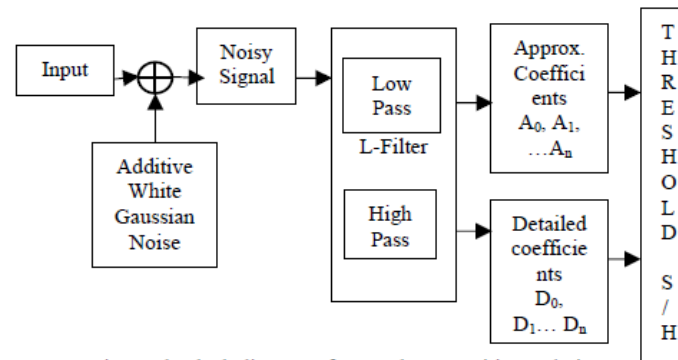 Input
Noisy
Signal
Additive
White
Gaussian
Noise
Low
Pass
L-Filter
High
Pass
Approx.
Coeffici
ents
A₀, A₁,
…Aₙ
Detailed
coefficie
nts
D₀,
D₁… Dₙ
T
H
R
E
S
H
O
L
D
S
/
H